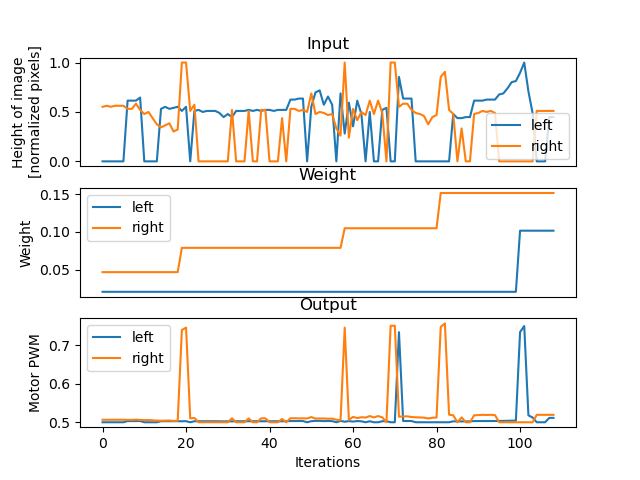 Input
Height of image
[normalized pixels]
1.0
0.5
0.0
left
right
Weight
Weight
0.15
0.10
0.05
left
right
Output
Motor PWM
0.7
0.6
0.5
left
right
0 20 40 60 80 100
Iterations